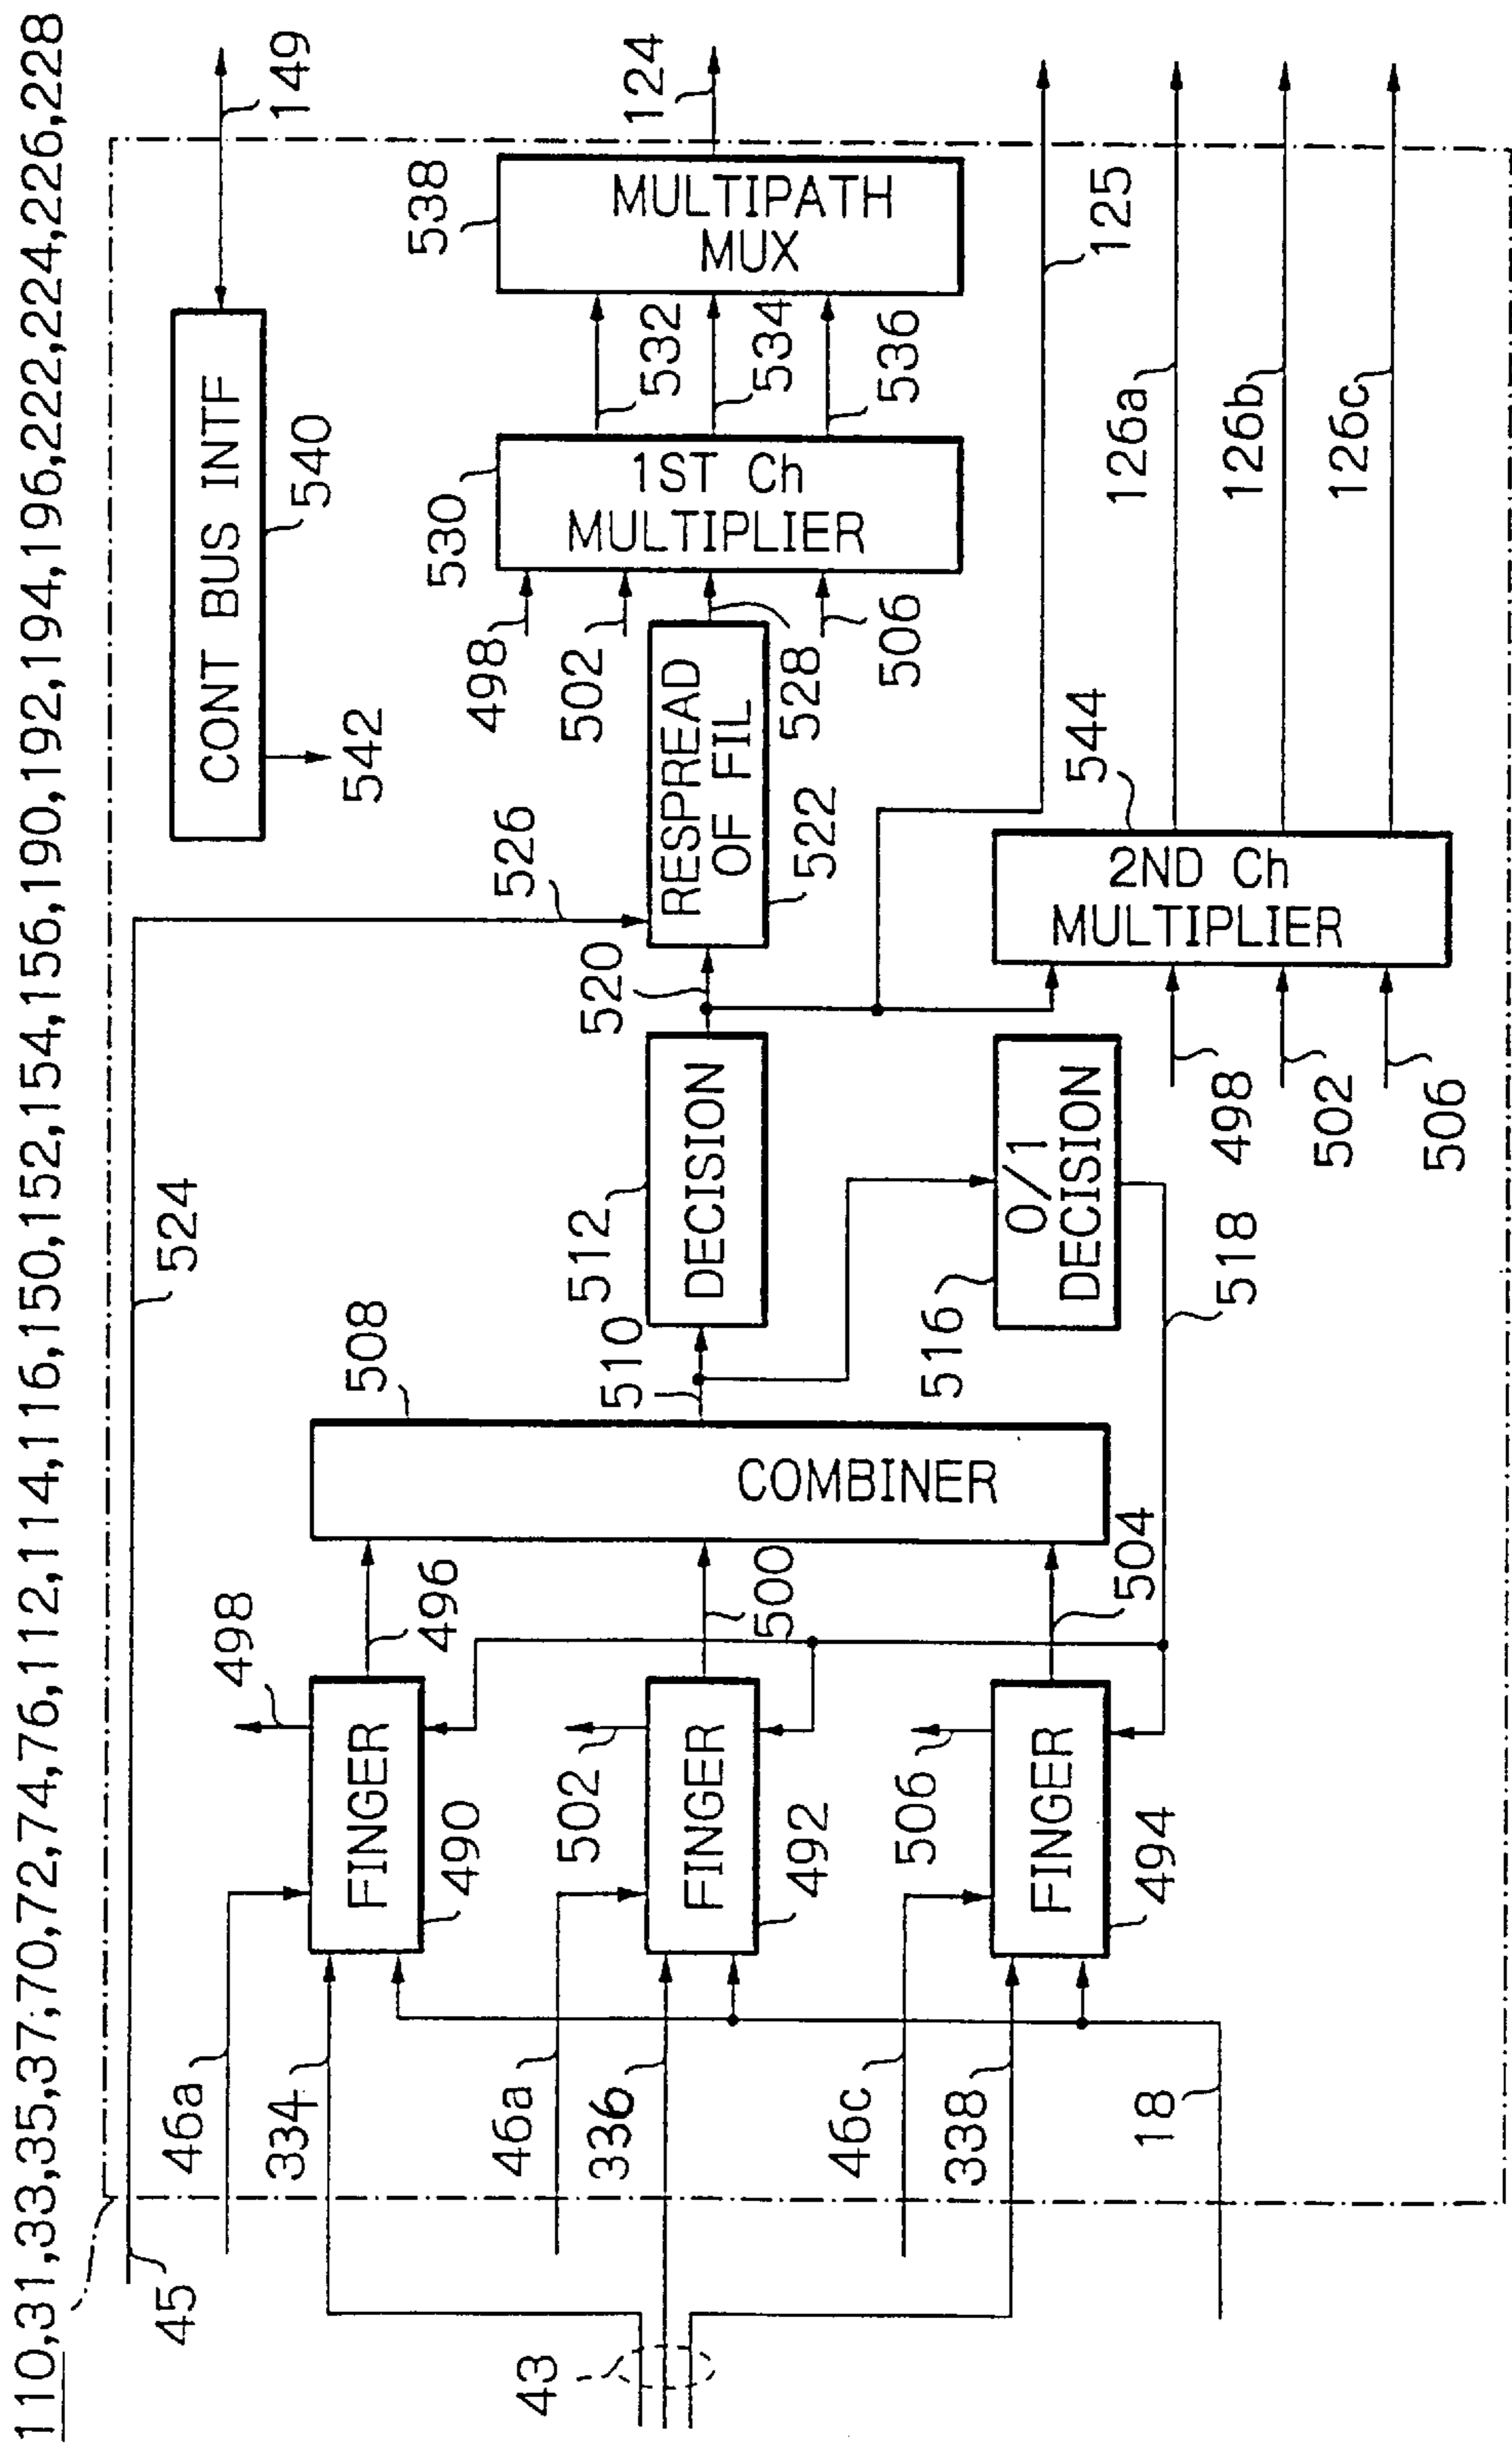 110,31,33,35,37,70,72,74,76,112,114,116,150,152,154,156,190,192,194,196,222,224,226,228
45
524
526
149
CONT BUS INTF
540
542
46a
334
498
FINGER
490
496
46a
336
502
FINGER
492
500
46c
338
506
FINGER
494
504
43
18
508
COMBINER
510
512
DECISION
520
516
0/1
DECISION
518
RESPREAD
OF FIL
522
528
498
502
506
530
1ST Ch
MULTIPLIER
532
534
536
538
MULTIPATH
MUX
124
125
544
2ND Ch
MULTIPLIER
498
502
506
126a
126b
126c